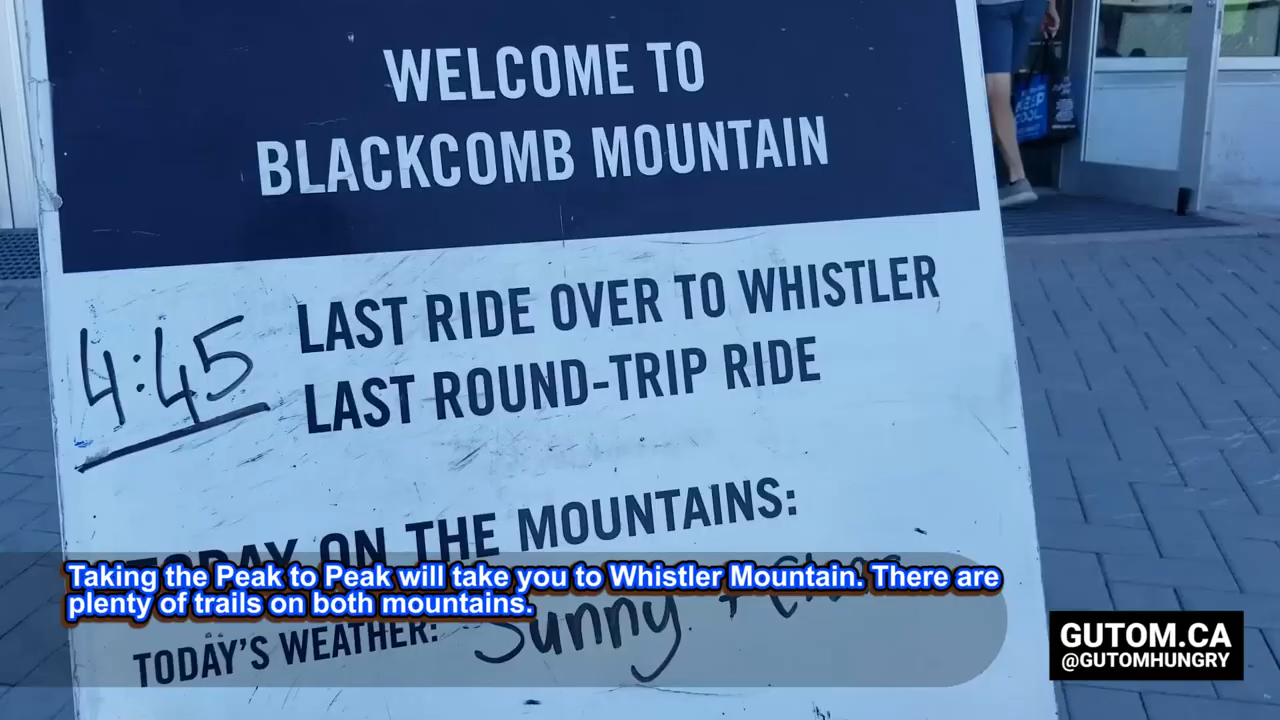 WELCOME TO
BLACKCOMB MOUNTAIN
4:45
LAST RIDE OVER TO WHISTLER
LAST ROUND-TRIP RIDE
TODAY ON THE MOUNTAINS:
Taking the Peak to Peak will take you to Whistler Mountain. There are
plenty of trails on both mountains.
TODAY'S WEATHER: Sunny
GUTOM.CA
@GUTOMHUNGRY